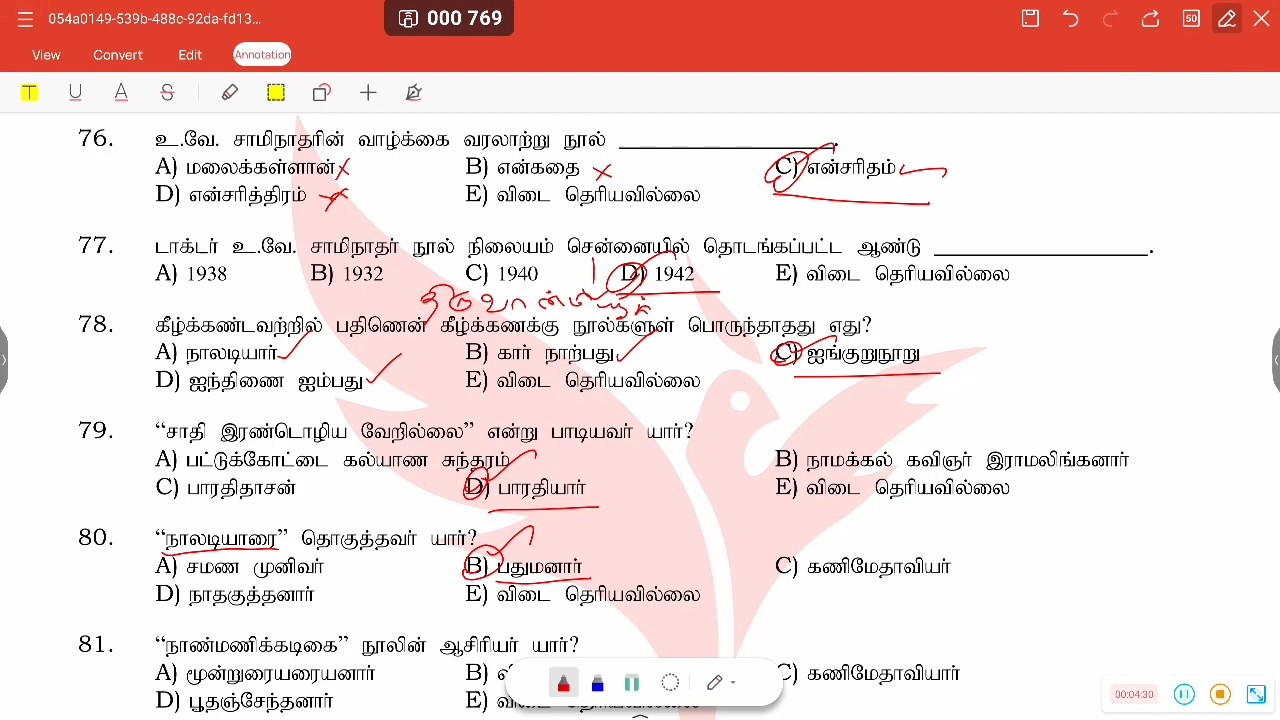 054a0149-539b-488c-92da-fd13...
000 769
50
View Convert Edit Annotation
76. உ.வே. சாமிநாதரின் வாழ்க்கை வரலாற்று நூல் ____________________.
A) மலைக்கள்ளான் B) என்கதை C) என்சரிதம்
D) என்சரித்திரம் E) விடை தெரியவில்லை
77. டாக்டர் உ.வே. சாமிநாதர் நூல் நிலையம் சென்னையில் தொடங்கப்பட்ட ஆண்டு ____________________.
A) 1938 B) 1932 C) 1940 D) 1942 E) விடை தெரியவில்லை
78. கீழ்க்கண்டவற்றில் பதிணென் கீழ்க்கணக்கு நூல்களுள் பொருந்தாதது எது?
A) நாலடியார் B) கார் நாற்பது C) ஐங்குறுநூறு
D) ஐந்திணை ஐம்பது E) விடை தெரியவில்லை
79. “சாதி இரண்டொழிய வேறில்லை” என்று பாடியவர் யார்?
A) பட்டுக்கோட்டை கல்யாண சுந்தரம் B) நாமக்கல் கவிஞர் இராமலிங்கனார்
C) பாரதிதாசன் D) பாரதியார் E) விடை தெரியவில்லை
80. “நாலடியாரை” தொகுத்தவர் யார்?
A) சமண முனிவர் B) பதுமனார் C) கணிமேதாவியர்
D) நாதகுத்தனார் E) விடை தெரியவில்லை
81. “நாண்மணிக்கடிகை” நூலின் ஆசிரியர் யார்?
A) மூன்றுரையரையனார் B) C) கணிமேதாவியார்
D) பூதஞ்சேந்தனார் E)
00:04:30